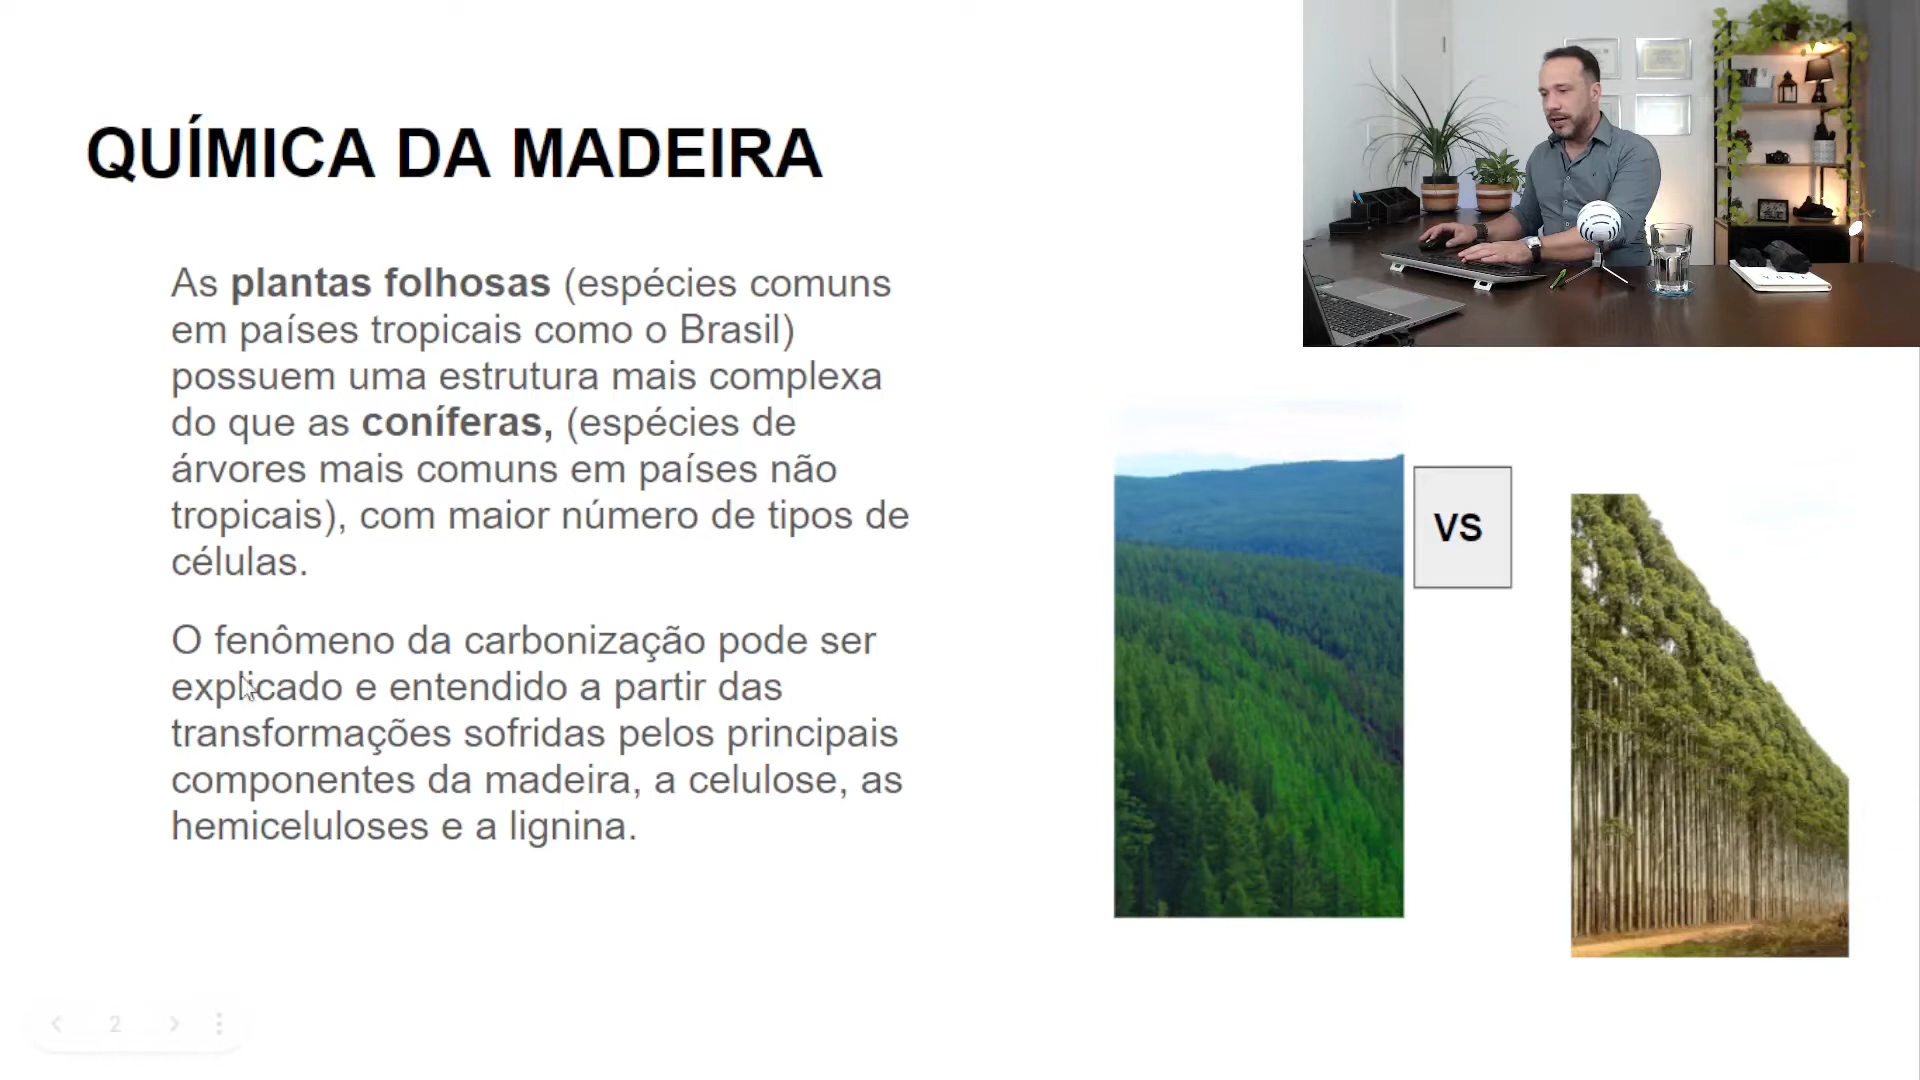 QUÍMICA DA MADEIRA
As plantas folhosas (espécies comuns
em países tropicais como o Brasil)
possuem uma estrutura mais complexa
do que as coníferas, (espécies de
árvores mais comuns em países não
tropicais), com maior número de tipos de
células.
O fenômeno da carbonização pode ser
explicado e entendido a partir das
transformações sofridas pelos principais
componentes da madeira, a celulose, as
hemiceluloses e a lignina.
VS
2